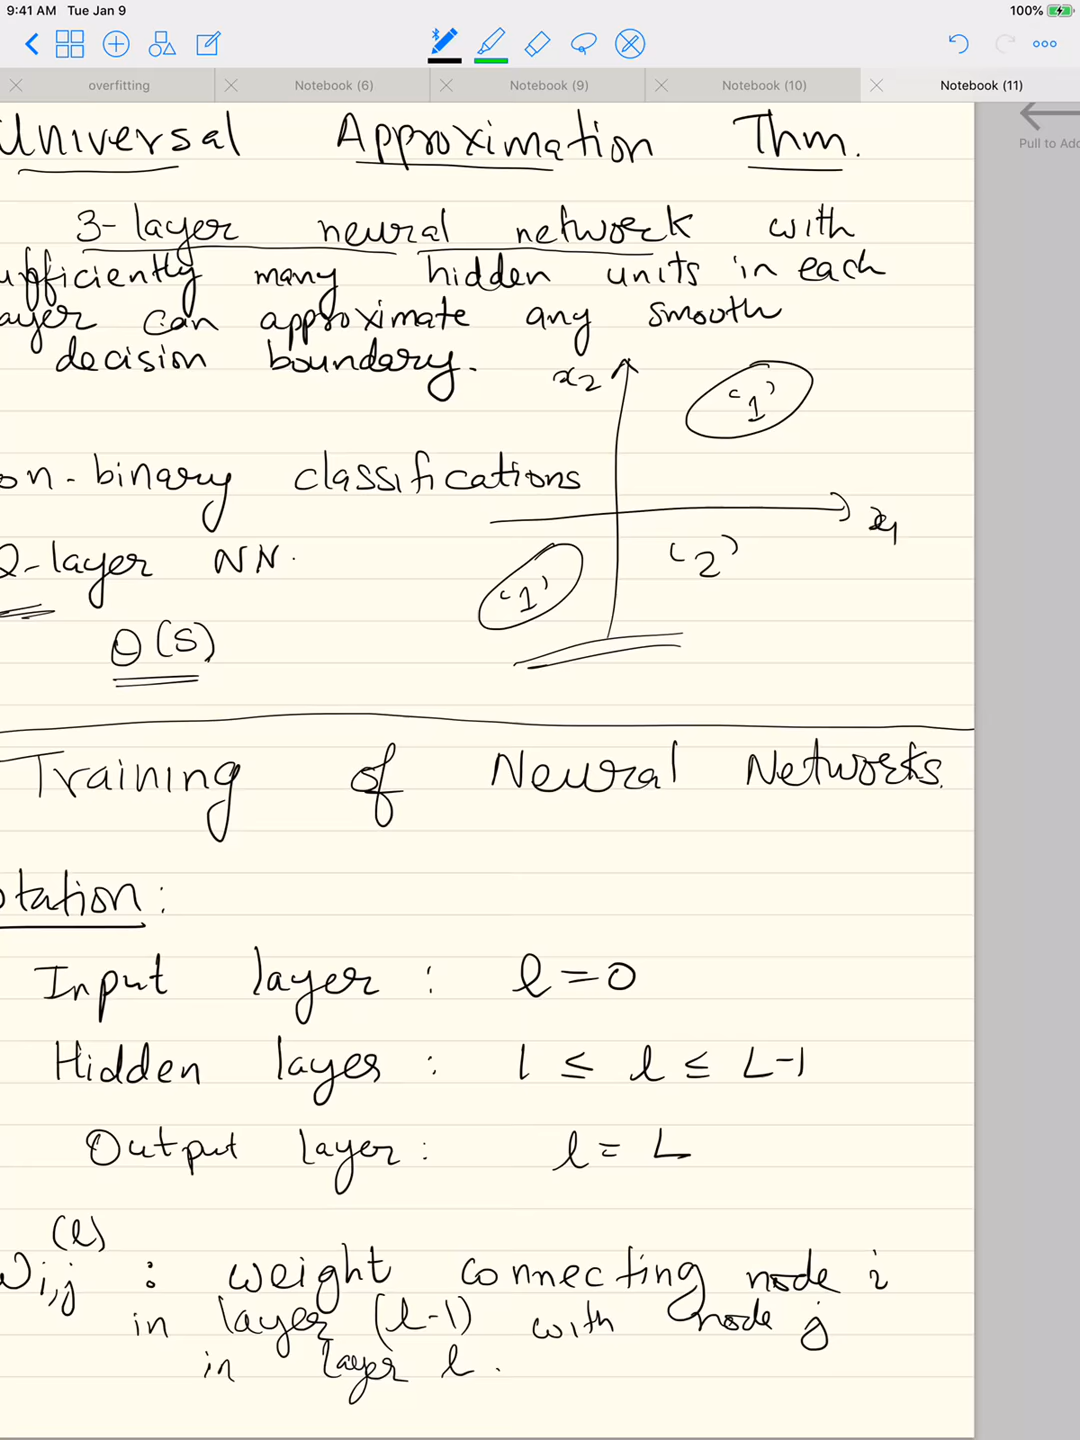 9:41 AM Tue Jan 9 100%
overfitting Notebook (6) Notebook (9) Notebook (10) Notebook (11)
Pull to Add
Universal Approximation Thm.
3-layer neural network with
ufficiently many hidden units in each
ayer can approximate any smooth
decision boundary.
x2
'1'
on-binary classifications
x1
2-layer NN.
'2'
'1'
θ(S)
Training of Neural Networks.
otation:
Input layer: l=0
Hidden layer: 1 ≤ l ≤ L-1
Output layer: l = L
(l)
wi,j : weight connecting node i
in layer (l-1) with node j
in layer l.